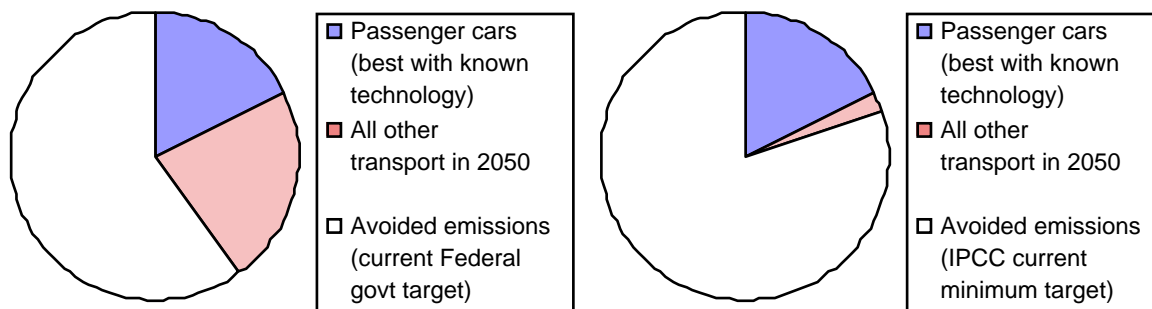 Passenger cars
(best with known
technology)
All other
transport in 2050
Avoided emissions
(current Federal
govt target)
Passenger cars
(best with known
technology)
All other
transport in 2050
Avoided emissions
(IPCC current
minimum target)